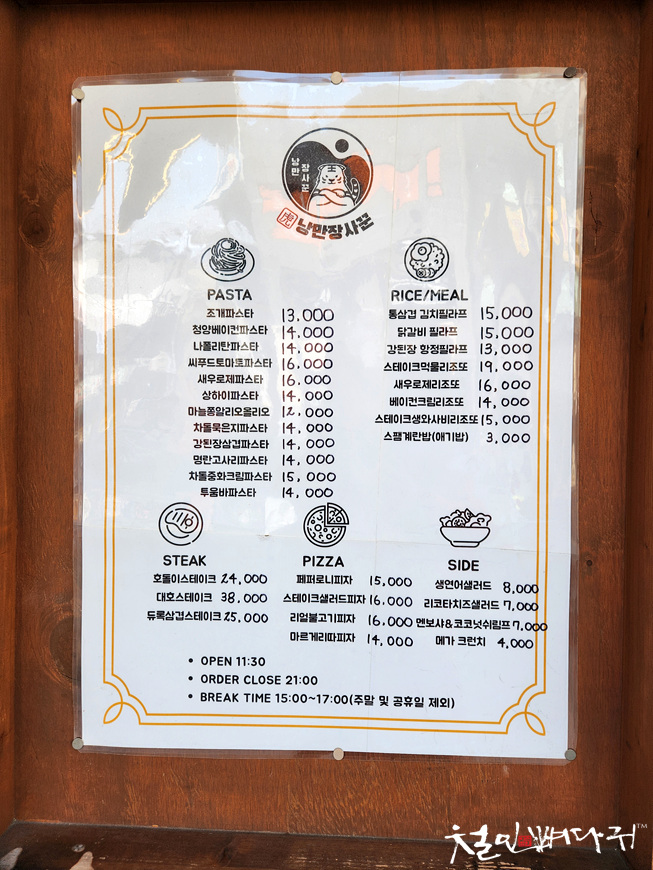 낭만
장사꾼
虎 낭만장사꾼
PASTA
조개파스타 13,000
청양베이컨파스타 14,000
나폴리탄파스타 14,000
씨푸드토마토파스타 16,000
새우로제파스타 16,000
상하이파스타 14,000
마늘쫑알리오올리오 12,000
차돌묵은지파스타 14,000
강된장삼겹파스타 14,000
명란고사리파스타 14,000
차돌중화크림파스타 15,000
투움바파스타 14,000
RICE/MEAL
통삼겹 김치필라프 15,000
닭갈비 필라프 15,000
강된장 항정필라프 13,000
스테이크먹물리조또 19,000
새우로제리조또 16,000
베이컨크림리조또 14,000
스테이크생와사비리조또 15,000
스팸계란밥(애기밥) 3,000
STEAK
호돌이스테이크 24,000
대호스테이크 38,000
듀록삼겹스테이크 25,000
PIZZA
페퍼로니피자 15,000
스테이크샐러드피자 16,000
리얼불고기피자 16,000
마르게리따피자 14,000
SIDE
생연어샐러드 8,000
리코타치즈샐러드 7,000
멘보샤&코코넛쉬림프 7,000
메가 크런치 4,000
• OPEN 11:30
• ORDER CLOSE 21:00
• BREAK TIME 15:00~17:00(주말 및 공휴일 제외)
철민뽀다귀™